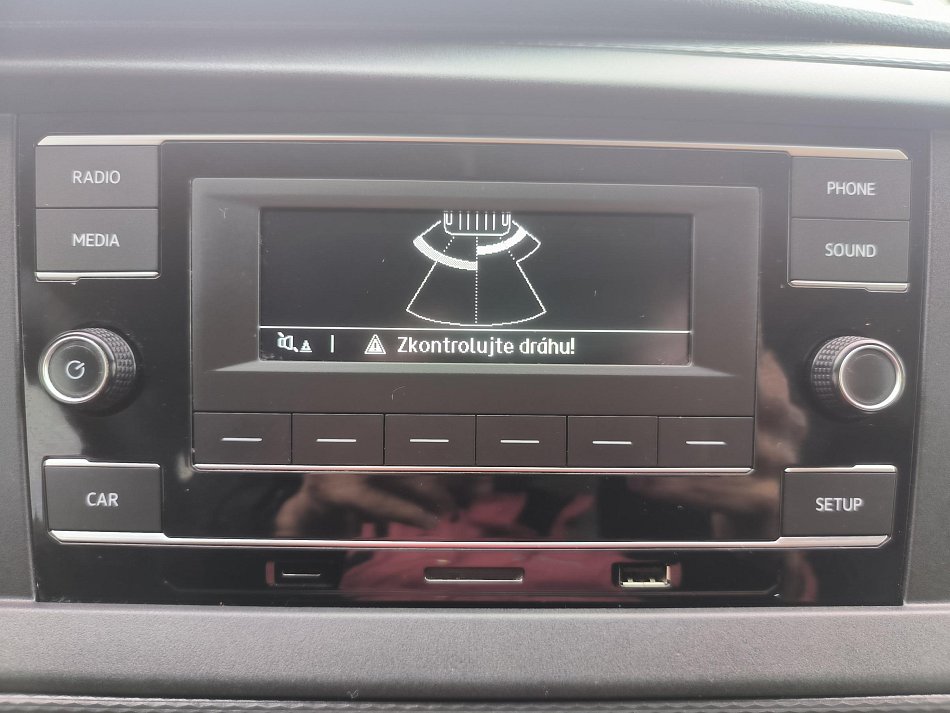 RADIO
PHONE
MEDIA
SOUND
Zkontrolujte dráhu!
CAR
SETUP